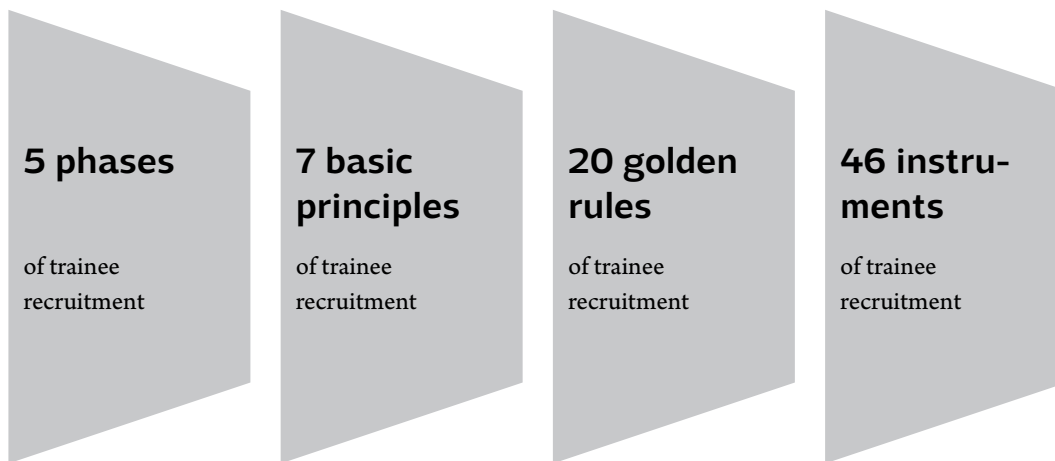 5 phases
of trainee
recruitment
7 basic
principles
of trainee
recruitment
20 golden
rules
of trainee
recruitment
46 instru-
ments
of trainee
recruitment